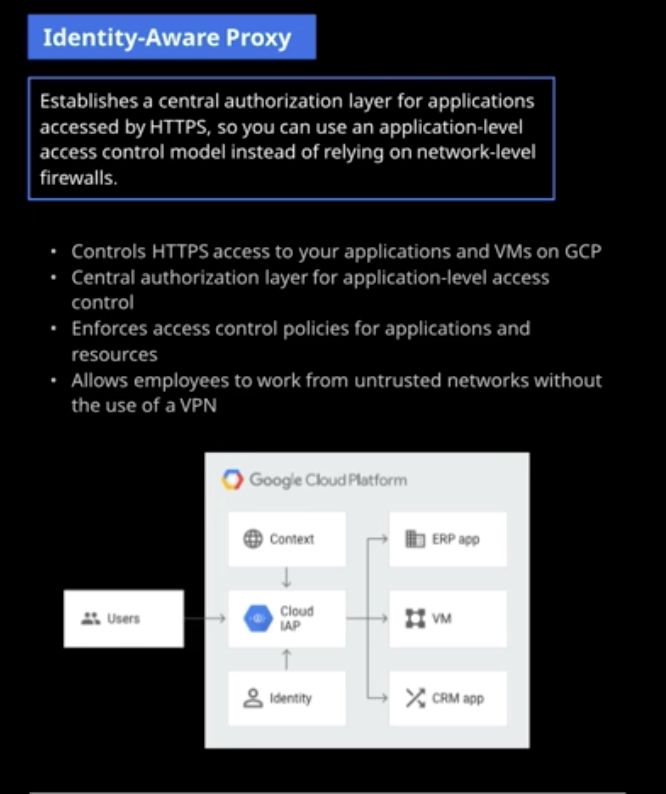 Identity-Aware Proxy
Establishes a central authorization layer for applications
accessed by HTTPS, so you can use an application-level
access control model instead of relying on network-level
firewalls.
• Controls HTTPS access to your applications and VMs on GCP
• Central authorization layer for application-level access
control
• Enforces access control policies for applications and
resources
• Allows employees to work from untrusted networks without
the use of a VPN
Google Cloud Platform
Context
ERP app
Users
Cloud
IAP
VM
Identity
CRM app